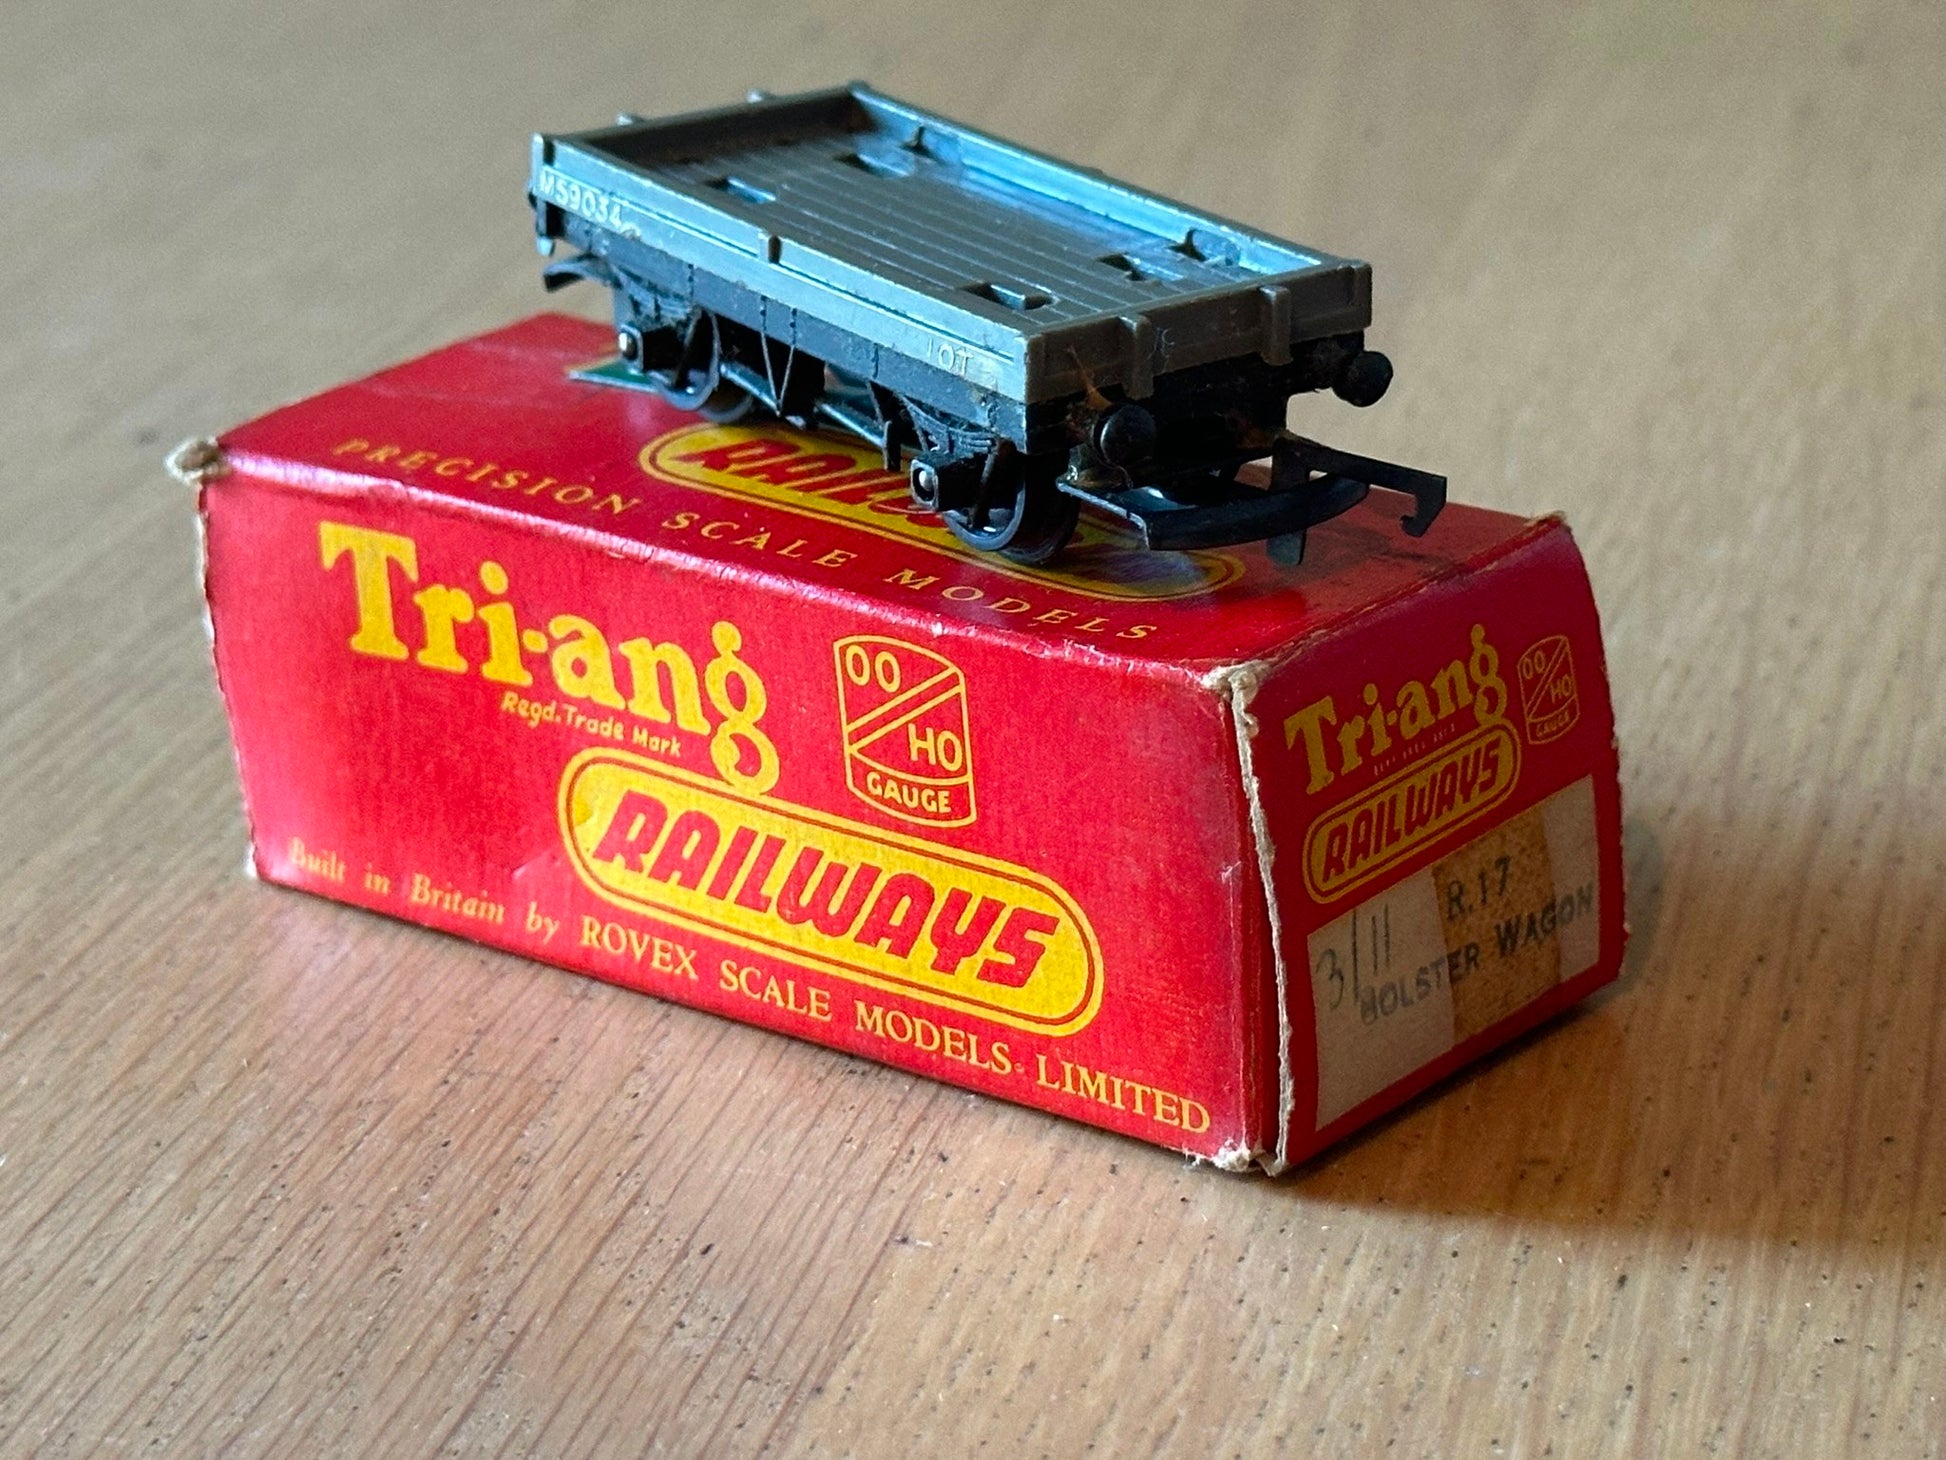 M59034
10T
PRECISION SCALE MODELS
Tri-ang
Regd. Trade Mark
OO/HO
GAUGE
RAILWAYS
Built in Britain by ROVEX SCALE MODELS LIMITED
Tri-ang
OO/HO
GAUGE
RAILWAYS
3/11
R.17
BOLSTER WAGON